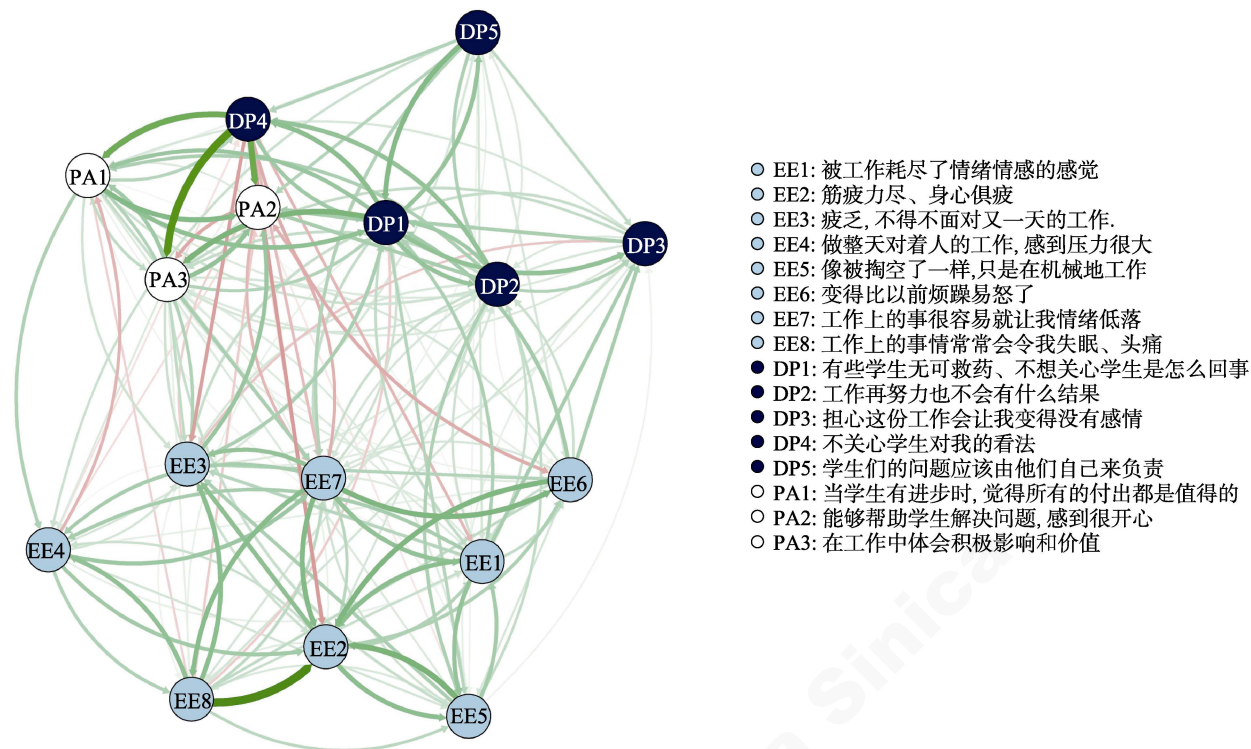 DP5
DP4
PA1
PA2
DP1
DP3
PA3
DP2
EE3
EE7
EE6
EE4
EE1
EE2
EE8
EE5
EE1: 被工作耗尽了情绪情感的感觉
EE2: 筋疲力尽、身心俱疲
EE3: 疲乏, 不得不面对又一天的工作.
EE4: 做整天对着人的工作, 感到压力很大
EE5: 像被掏空了一样,只是在机械地工作
EE6: 变得比以前烦躁易怒了
EE7: 工作上的事很容易就让我情绪低落
EE8: 工作上的事情常常会令我失眠、头痛
DP1: 有些学生无可救药、不想关心学生是怎么回事
DP2: 工作再努力也不会有什么结果
DP3: 担心这份工作会让我变得没有感情
DP4: 不关心学生对我的看法
DP5: 学生们的问题应该由他们自己来负责
PA1: 当学生有进步时, 觉得所有的付出都是值得的
PA2: 能够帮助学生解决问题, 感到很开心
PA3: 在工作中体会积极影响和价值
Sinica